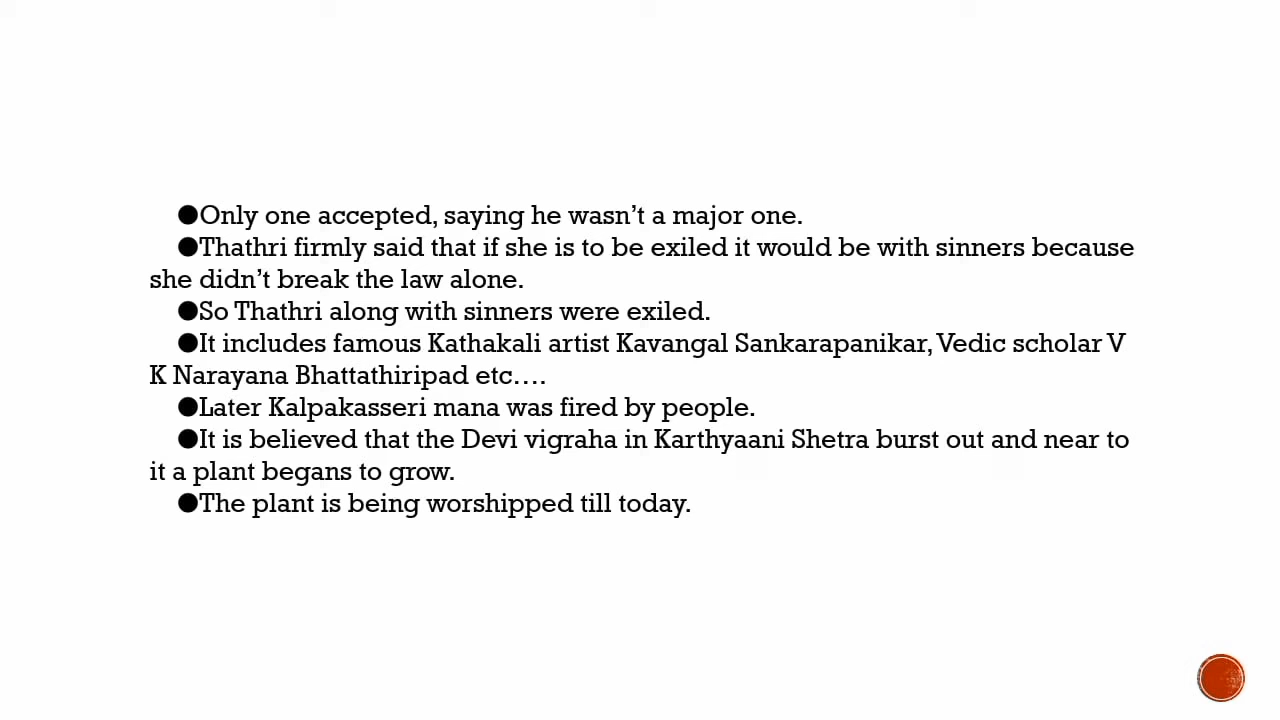 ●Only one accepted, saying he wasn’t a major one.
●Thathri firmly said that if she is to be exiled it would be with sinners because
she didn’t break the law alone.
●So Thathri along with sinners were exiled.
●It includes famous Kathakali artist Kavangal Sankarapanikar, Vedic scholar V
K Narayana Bhattathiripad etc….
●Later Kalpakasseri mana was fired by people.
●It is believed that the Devi vigraha in Karthyaani Shetra burst out and near to
it a plant begans to grow.
●The plant is being worshipped till today.